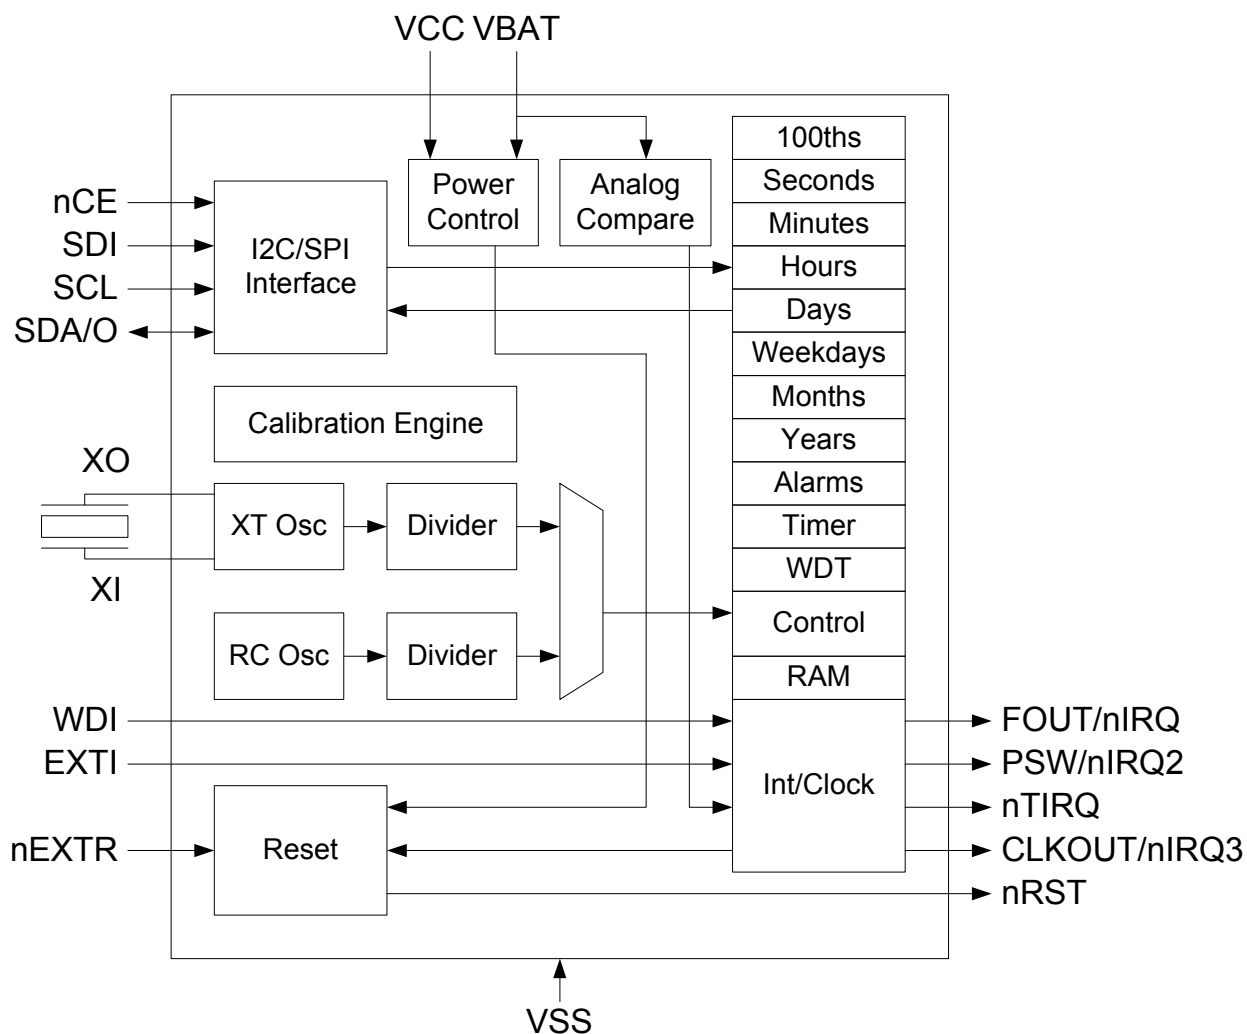 VCC VBAT
100ths
Seconds
Minutes
Hours
Days
Weekdays
Months
Years
Alarms
Timer
WDT
Control
RAM
Int/Clock
Power
Control
Analog
Compare
nCE
SDI
SCL
SDA/O
I2C/SPI
Interface
Calibration Engine
XO
XI
XT Osc
Divider
RC Osc
Divider
WDI
EXTI
nEXTR
Reset
FOUT/nIRQ
PSW/nIRQ2
nTIRQ
CLKOUT/nIRQ3
nRST
VSS